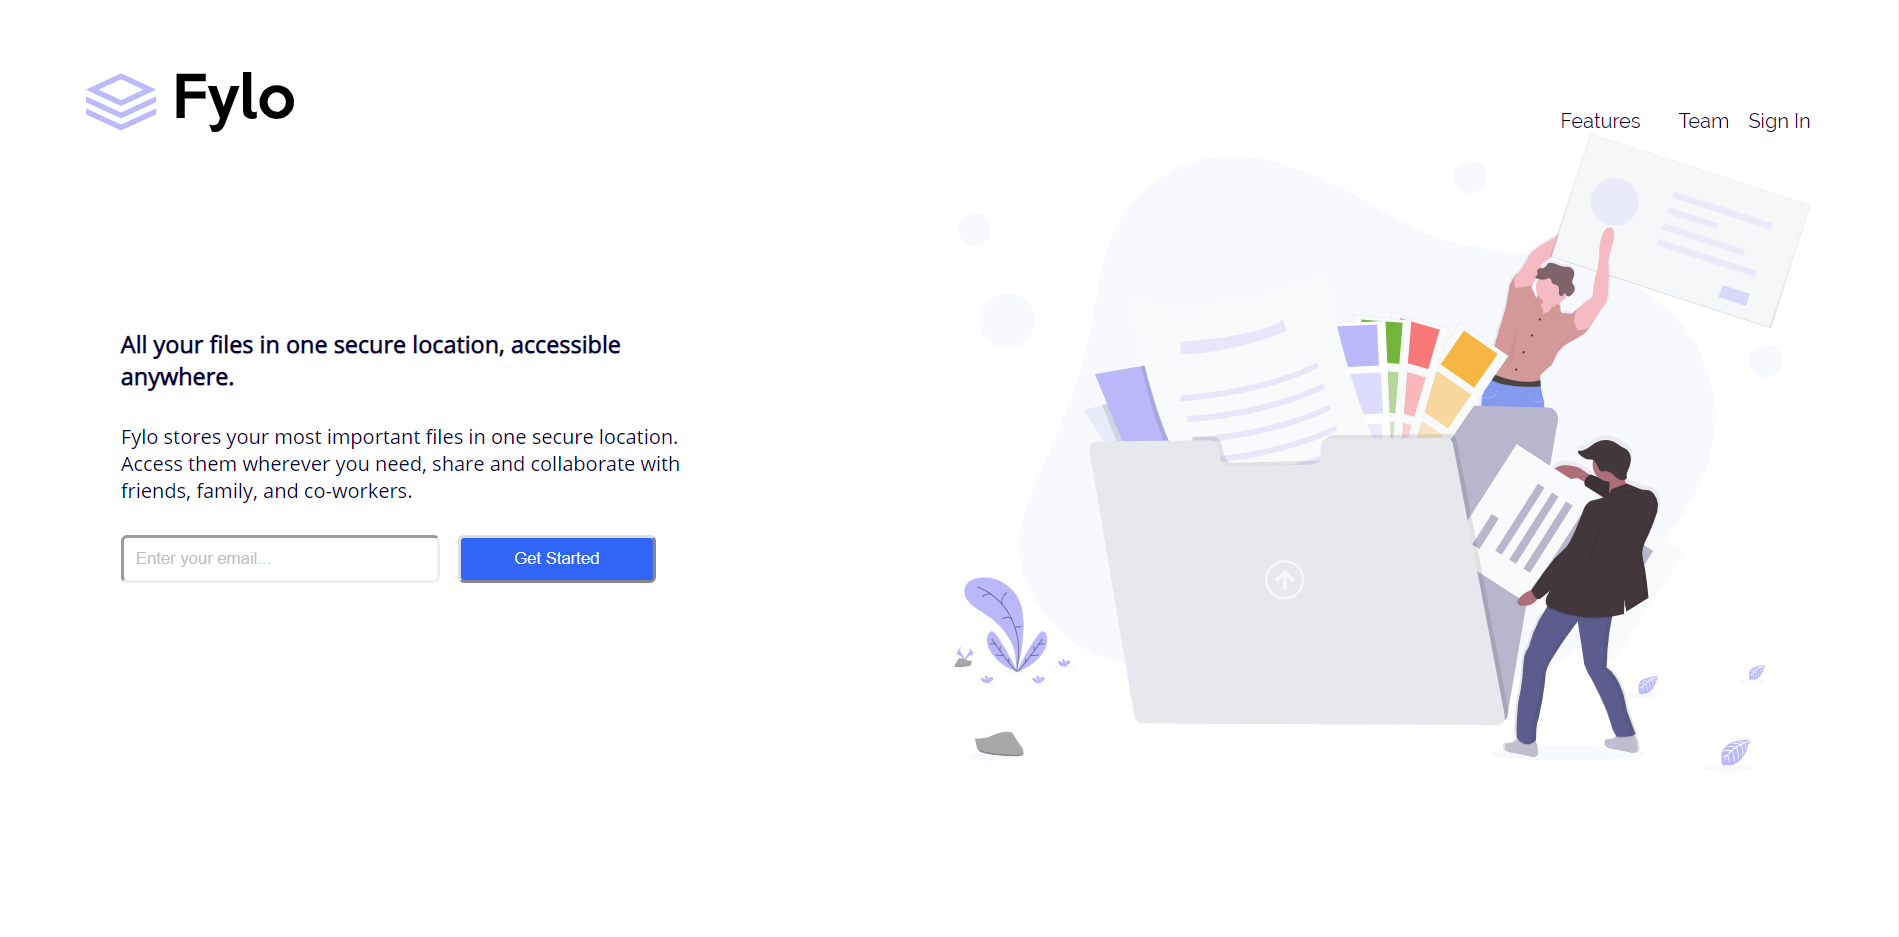 Fylo
Features Team Sign In
All your files in one secure location, accessible
anywhere.
Fylo stores your most important files in one secure location.
Access them wherever you need, share and collaborate with
friends, family, and co-workers.
Enter your email...
Get Started